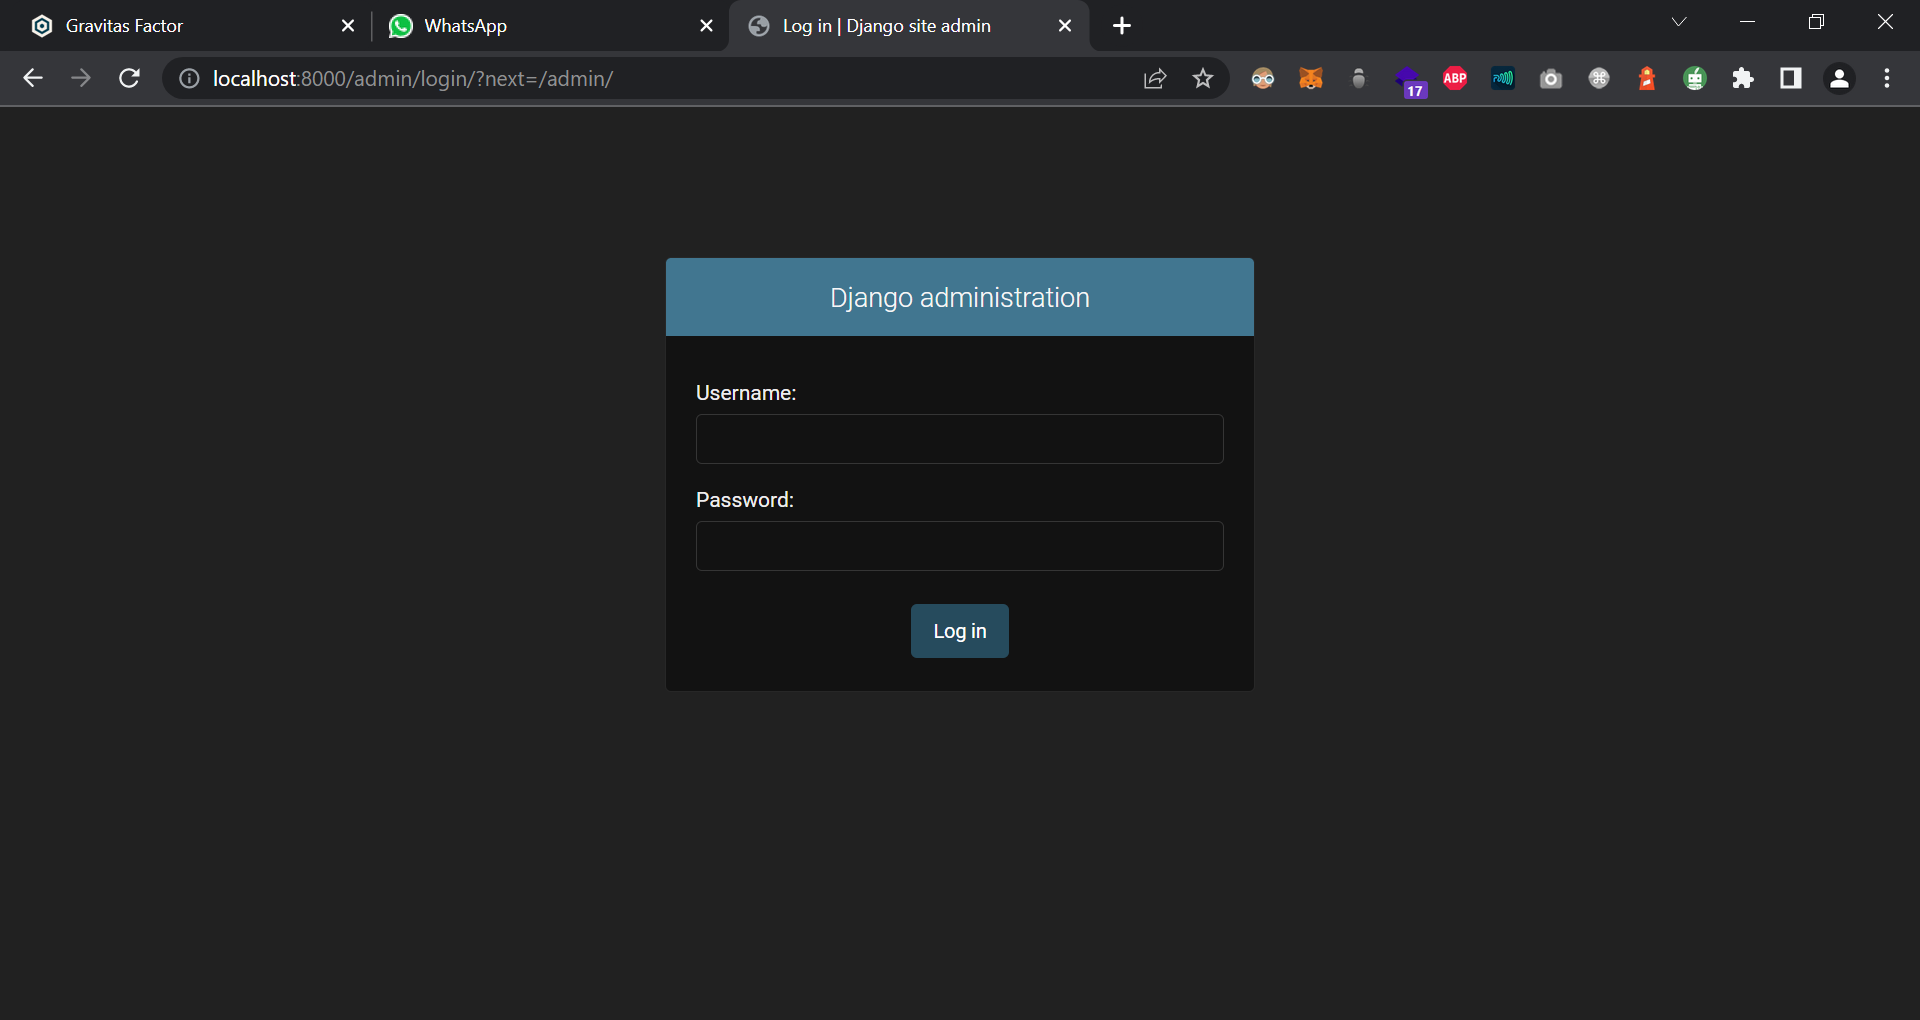 Gravitas Factor
WhatsApp
Log in | Django site admin
localhost:8000/admin/login/?next=/admin/
17
ABP
Django administration
Username:
Password:
Log in